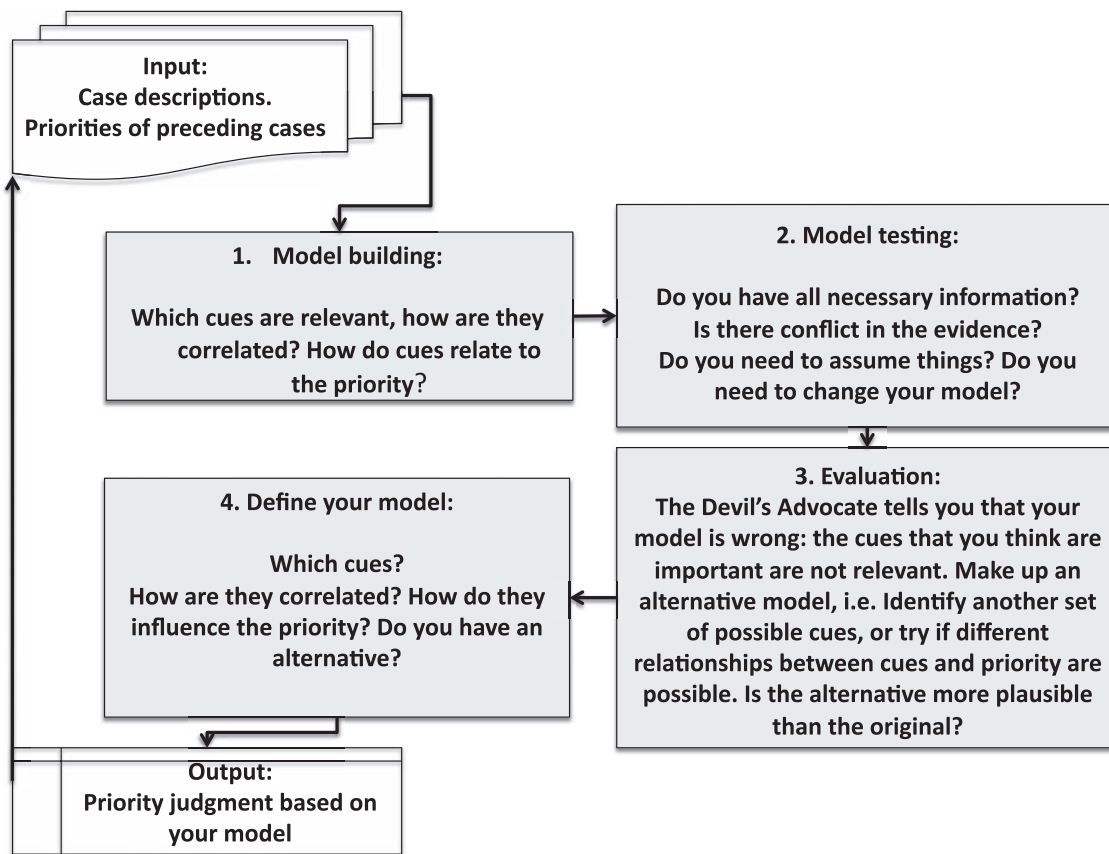 Input:
Case descriptions.
Priorities of preceding cases
1. Model building:
Which cues are relevant, how are they
correlated? How do cues relate to
the priority?
2. Model testing:
Do you have all necessary information?
Is there conflict in the evidence?
Do you need to assume things? Do you
need to change your model?
3. Evaluation:
The Devil's Advocate tells you that your
model is wrong: the cues that you think are
important are not relevant. Make up an
alternative model, i.e. Identify another set
of possible cues, or try if different
relationships between cues and priority are
possible. Is the alternative more plausible
than the original?
4. Define your model:
Which cues?
How are they correlated? How do they
influence the priority? Do you have an
alternative?
Output:
Priority judgment based on
your model